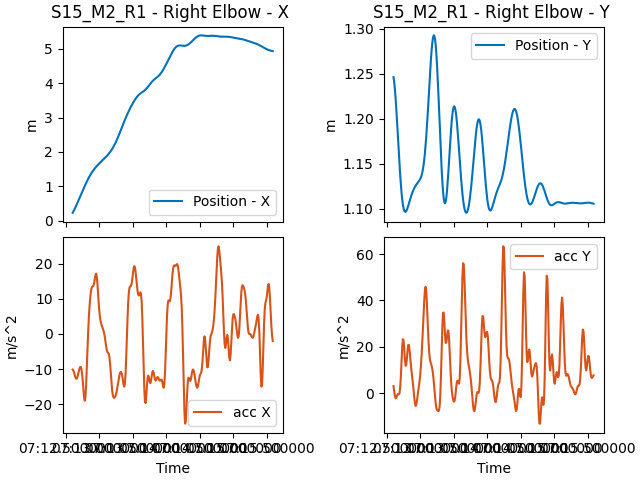 S15_M2_R1 - Right Elbow - X
S15_M2_R1 - Right Elbow - Y
5
4
3
2
1
0
m
Position - X
1.30
1.25
1.20
1.15
1.10
m
Position - Y
20
10
0
−10
−20
m/s^2
acc X
60
40
20
0
m/s^2
acc Y
Time
Time